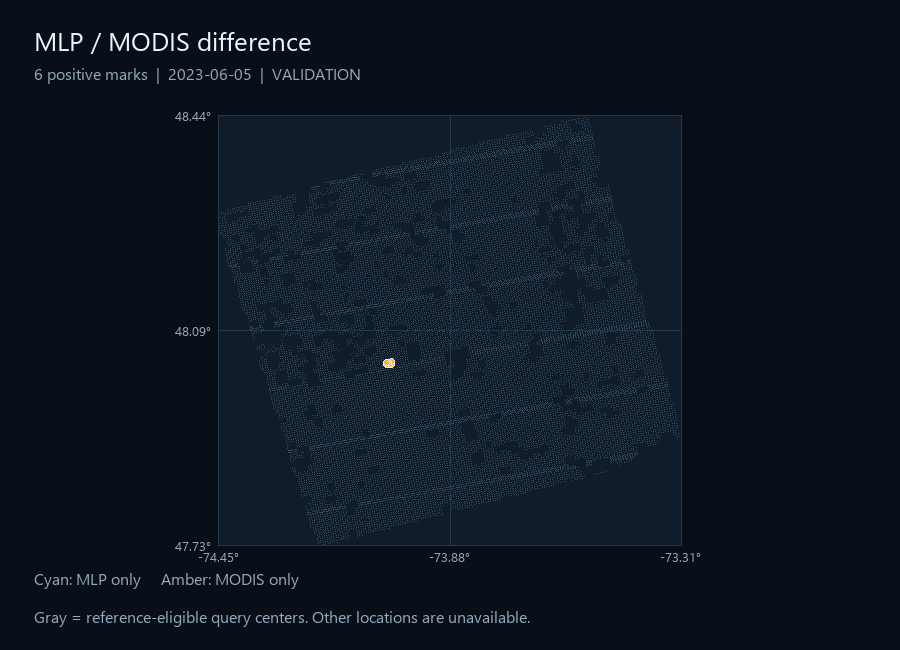 MLP / MODIS difference
6 positive marks | 2023-06-05 | VALIDATION
48.44°
48.09°
47.73°
-74.45° -73.88° -73.31°
Cyan: MLP only Amber: MODIS only
Gray = reference-eligible query centers. Other locations are unavailable.